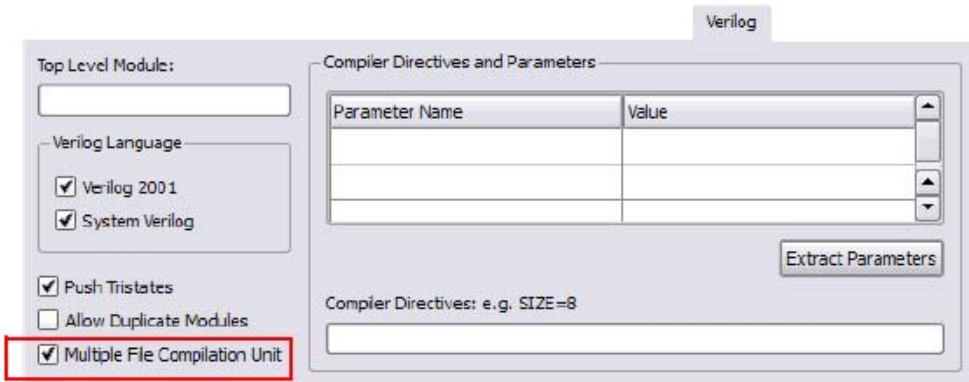 Verilog
Top Level Module:
Compiler Directives and Parameters
Parameter Name Value
Verilog Language
Verilog 2001
System Verilog
Extract Parameters
Push Tristates
Allow Duplicate Modules
Multiple File Compilation Unit
Compiler Directives: e.g. SIZE=8